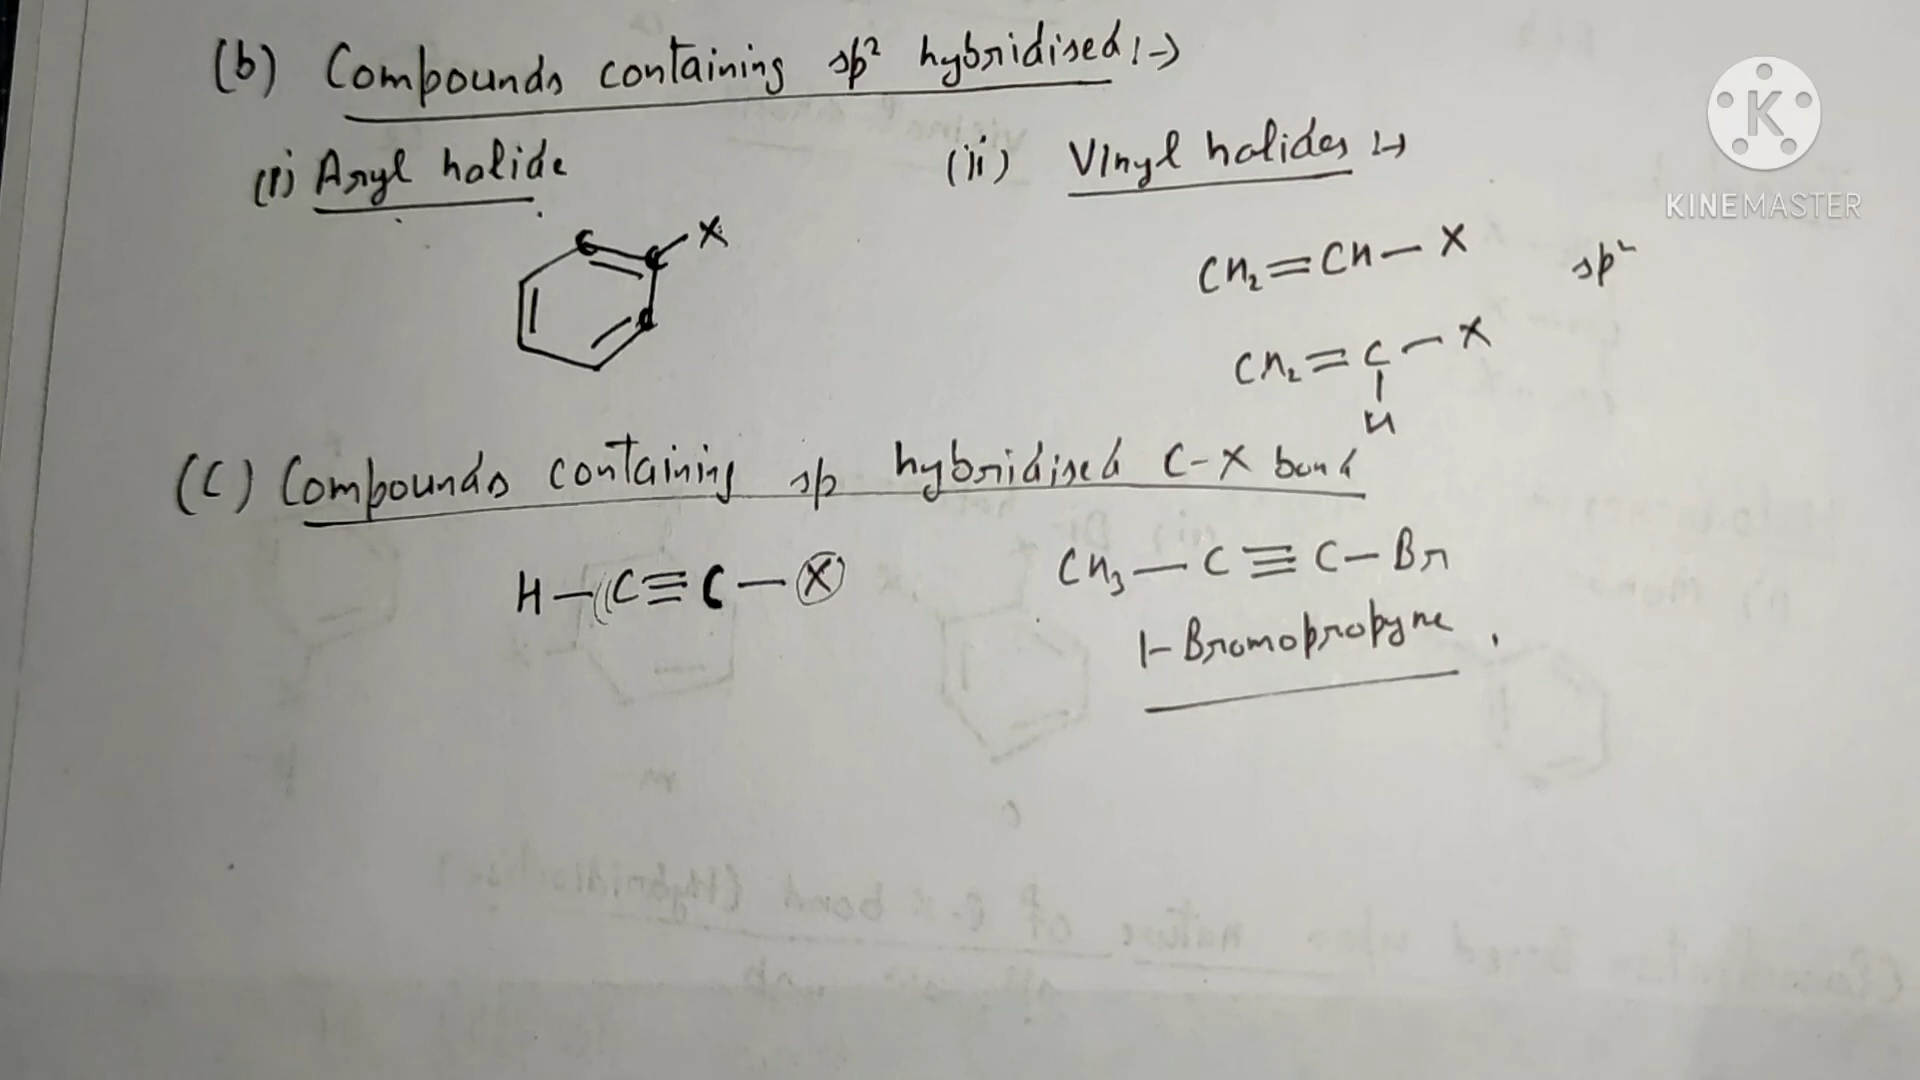 (b) Compounds containing sp² hybridised :->
(i) Aryl halide
(ii) Vinyl halides :->
K
KINEMASTER
C
C
C
X
CH₂=CH-X
sp²
CH₂=C-X
H
(C) Compounds containing sp hybridised C-X bond
H-C≡C-X
CH₃-C≡C-Br
1-Bromopropyne.